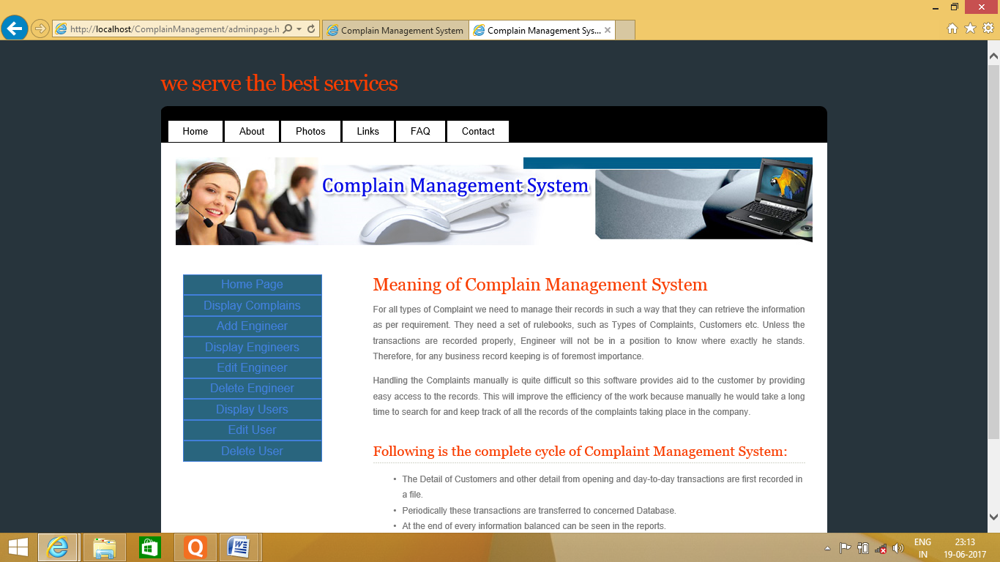 http://localhost/ComplainManagement/adminpage.h
Complain Management System
Complain Management Sys...
we serve the best services
Home
About
Photos
Links
FAQ
Contact
Complain Management System
Home Page
Display Complains
Add Engineer
Display Engineers
Edit Engineer
Delete Engineer
Display Users
Edit User
Delete User
Meaning of Complain Management System
For all types of Complaint we need to manage their records in such a way that they can retrieve the information
as per requirement. They need a set of rulebooks, such as Types of Complaints, Customers etc. Unless the
transactions are recorded properly, Engineer will not be in a position to know where exactly he stands.
Therefore, for any business record keeping is of foremost importance.
Handling the Complaints manually is quite difficult so this software provides aid to the customer by providing
easy access to the records. This will improve the efficiency of the work because manually he would take a long
time to search for and keep track of all the records of the complaints taking place in the company.
Following is the complete cycle of Complaint Management System:
• The Detail of Customers and other detail from opening and day-to-day transactions are first recorded in
a file.
• Periodically these transactions are transferred to concerned Database.
• At the end of every information balanced can be seen in the reports.
ENG
IN
23:13
19-06-2017